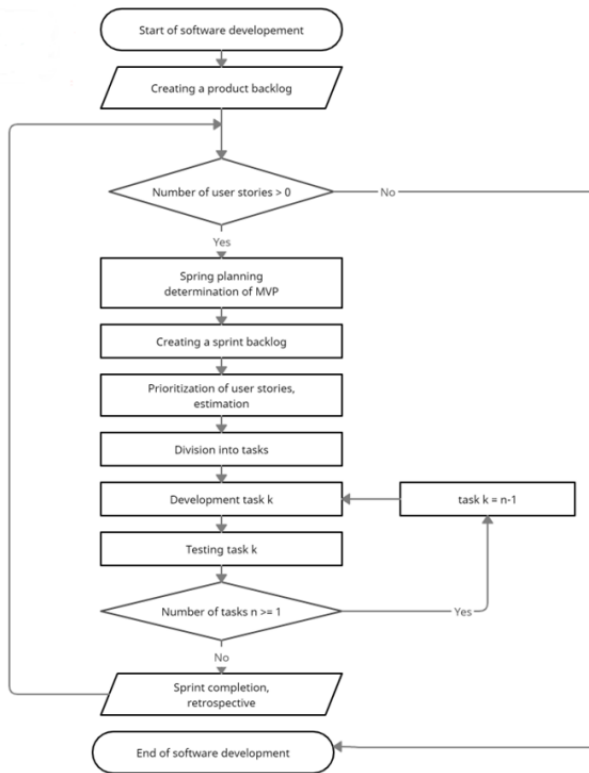 Start of software developement
Creating a product backlog
Number of user stories > 0
No
Yes
Spring planning
determination of MVP
Creating a sprint backlog
Prioritization of user stories,
estimation
Division into tasks
Development task k
task k = n-1
Testing task k
Number of tasks n >= 1
Yes
No
Sprint completion,
retrospective
End of software development